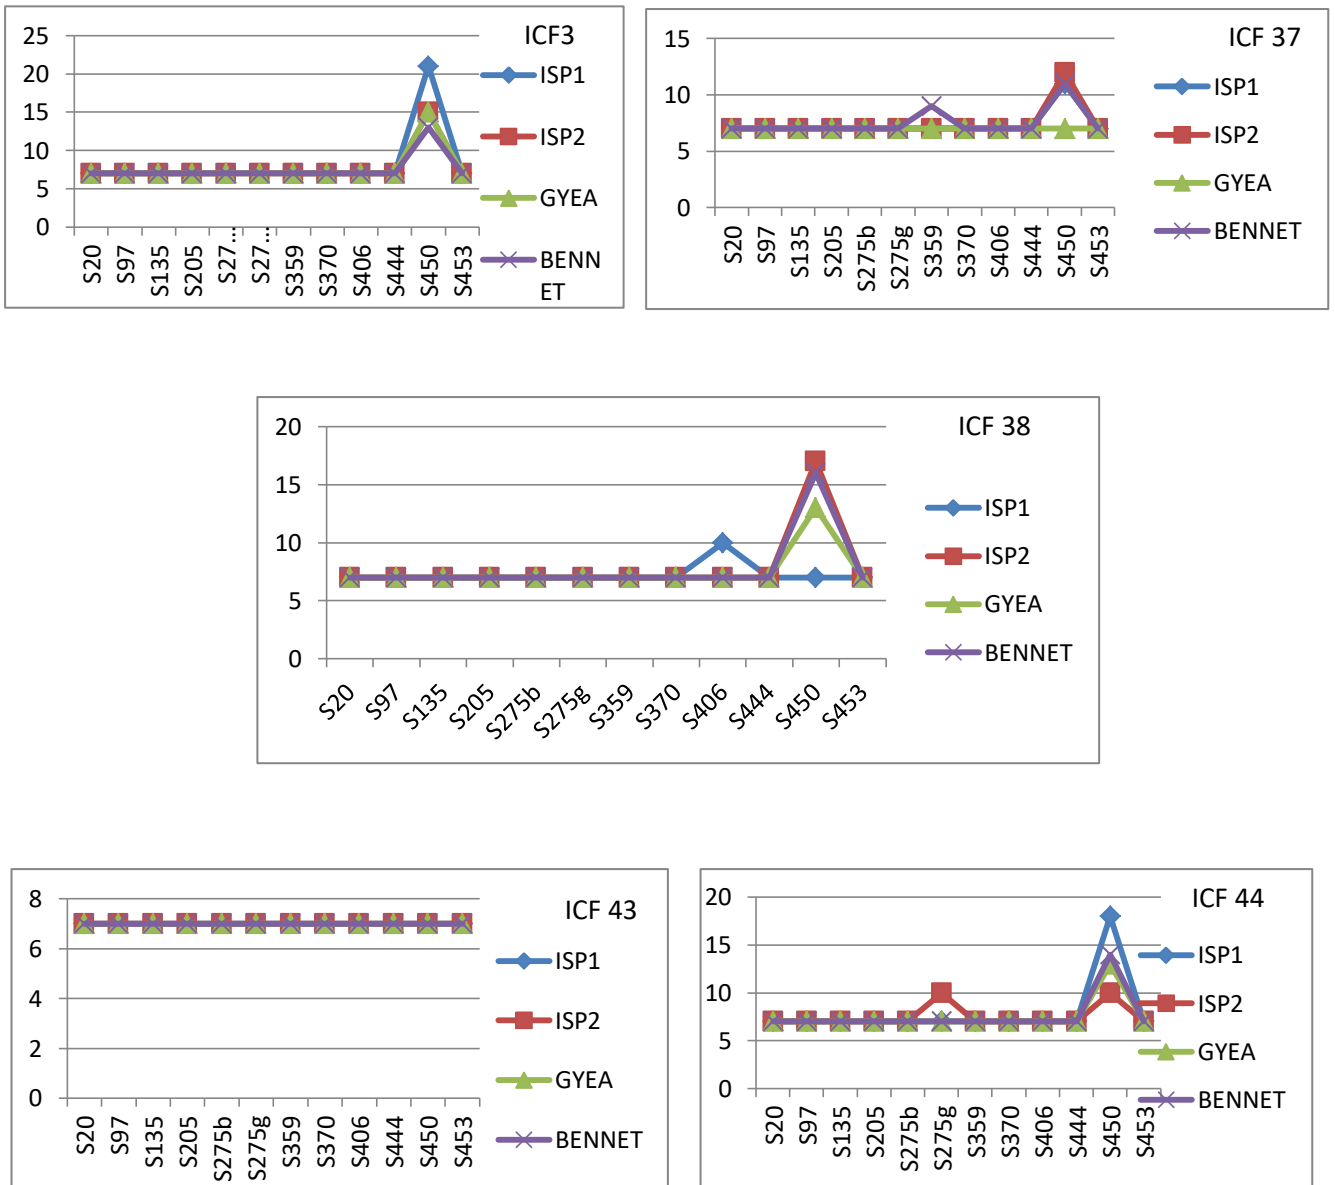 ICF3
25
20
15
10
5
0
S20
S97
S135
S205
S27...
S27...
S359
S370
S406
S444
S450
S453
ISP1
ISP2
GYEA
BENN
ET
ICF 37
15
10
5
0
S20
S97
S135
S205
S275b
S275g
S359
S370
S406
S444
S450
S453
ISP1
ISP2
GYEA
BENNET
ICF 38
20
15
10
5
0
S20
S97
S135
S205
S275b
S275g
S359
S370
S406
S444
S450
S453
ISP1
ISP2
GYEA
BENNET
ICF 43
8
6
4
2
0
S20
S97
S135
S205
S275b
S275g
S359
S370
S406
S444
S450
S453
ISP1
ISP2
GYEA
BENNET
ICF 44
20
15
10
5
0
S20
S97
S135
S205
S275b
S275g
S359
S370
S406
S444
S450
S453
ISP1
ISP2
GYEA
BENNET